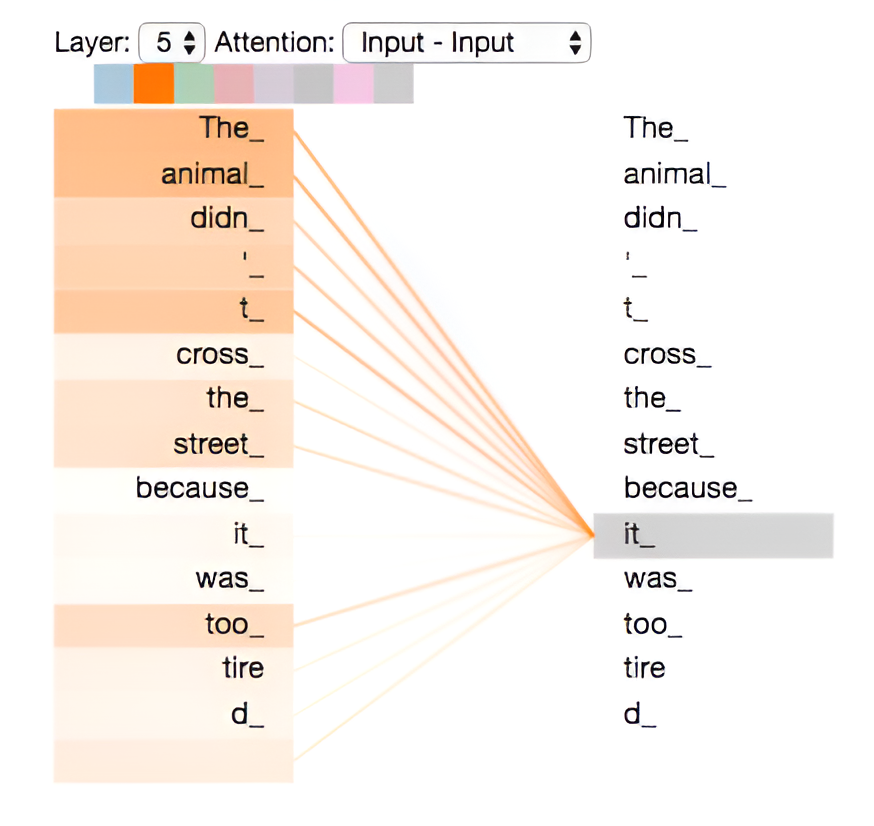 Layer: 5 Attention: Input - Input
The_ The_
animal_ animal_
didn_ didn_
'_ '_
t_ t_
cross_ cross_
the_ the_
street_ street_
because_ because_
it_ it_
was_ was_
too_ too_
tire tire
d_ d_